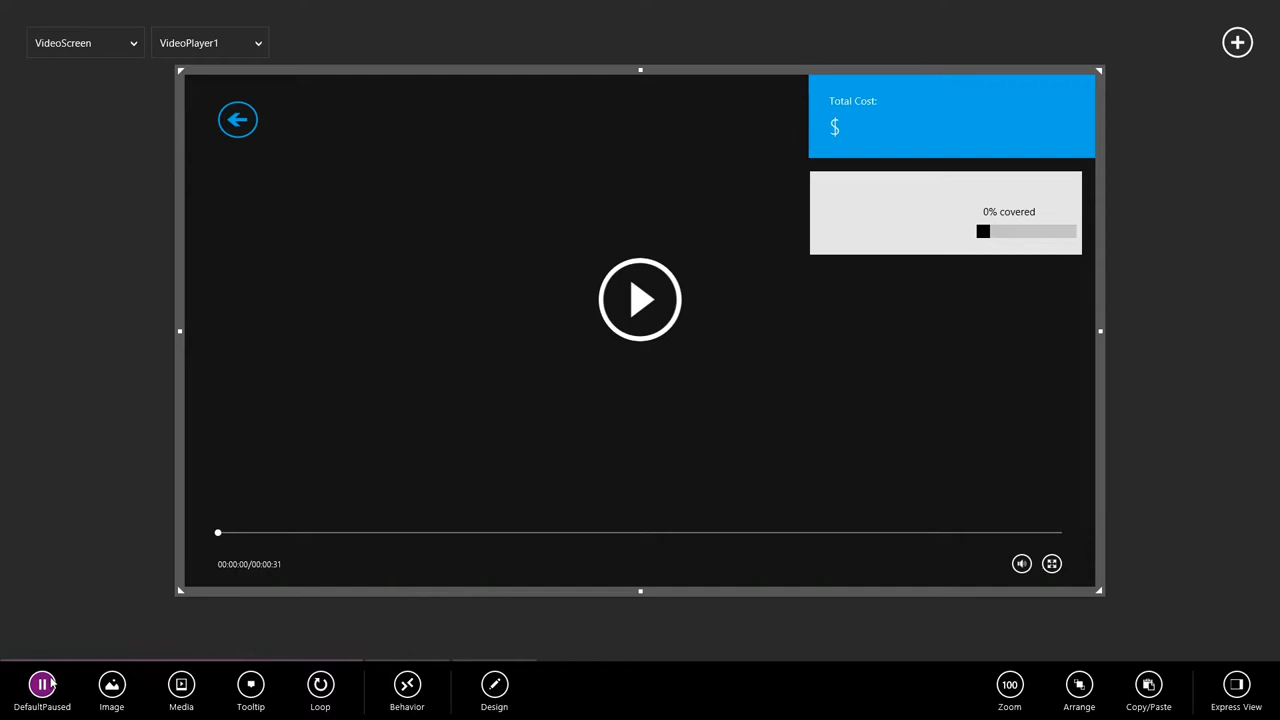 VideoScreen
VideoPlayer1
Total Cost:
$
0% covered
00:00:00/00:00:31
DefaultPaused
Image
Media
Tooltip
Loop
Behavior
Design
100
Zoom
Arrange
Copy/Paste
Express View